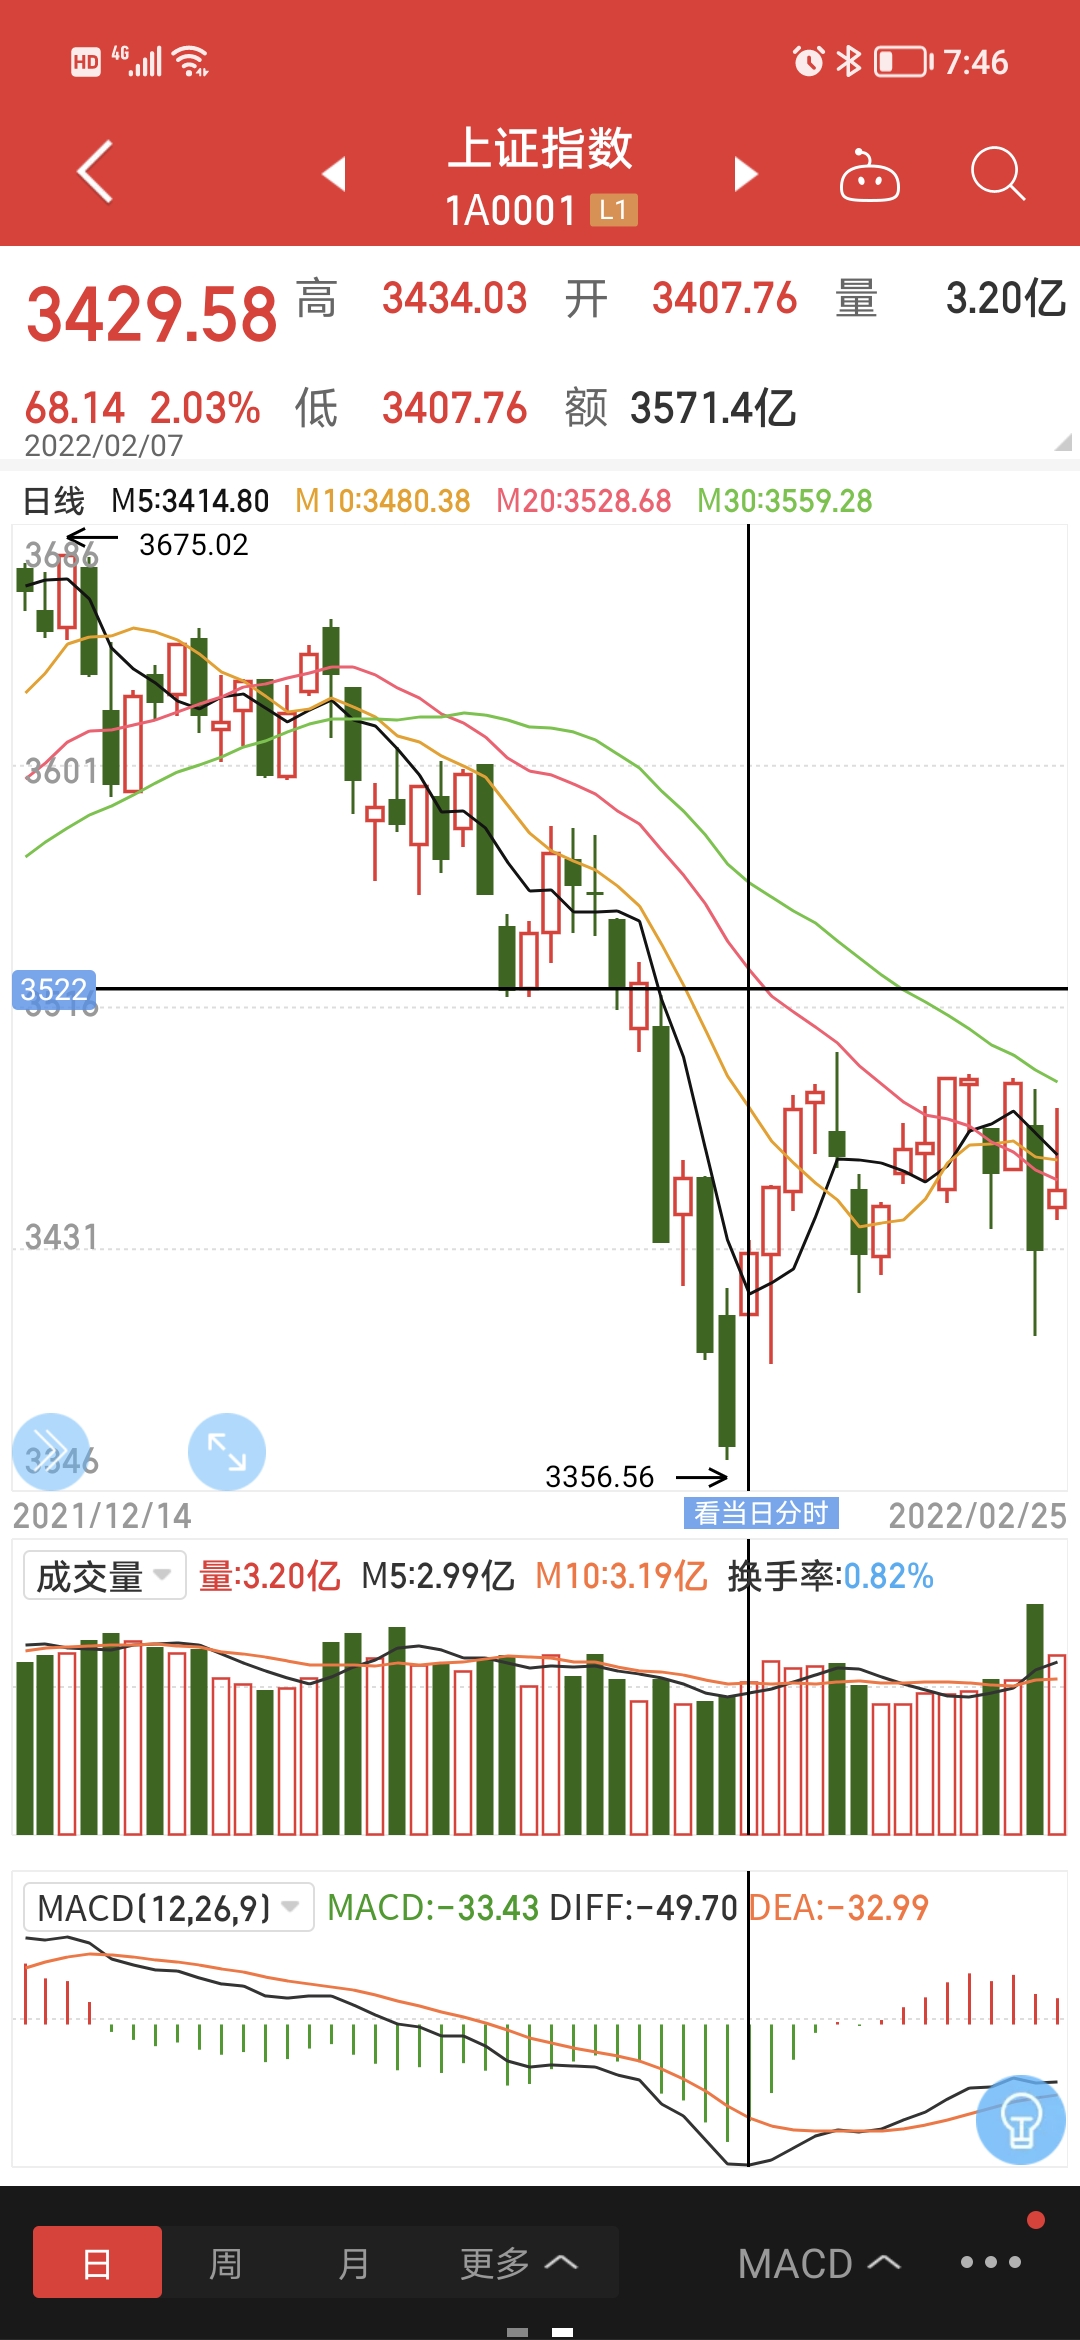 HD 4G 7:46
上证指数
1A0001 L1
3429.58 高 3434.03 开 3407.76 量 3.20亿
68.14 2.03% 低 3407.76 额 3571.4亿
2022/02/07
日线 M5:3414.80 M10:3480.38 M20:3528.68 M30:3559.28
3686 3675.02
3601
3522
3516
3431
3346
3356.56
2021/12/14 看当日分时 2022/02/25
成交量 量:3.20亿 M5:2.99亿 M10:3.19亿 换手率:0.82%
MACD(12,26,9) MACD:-33.43 DIFF:-49.70 DEA:-32.99
日 周 月 更多 MACD